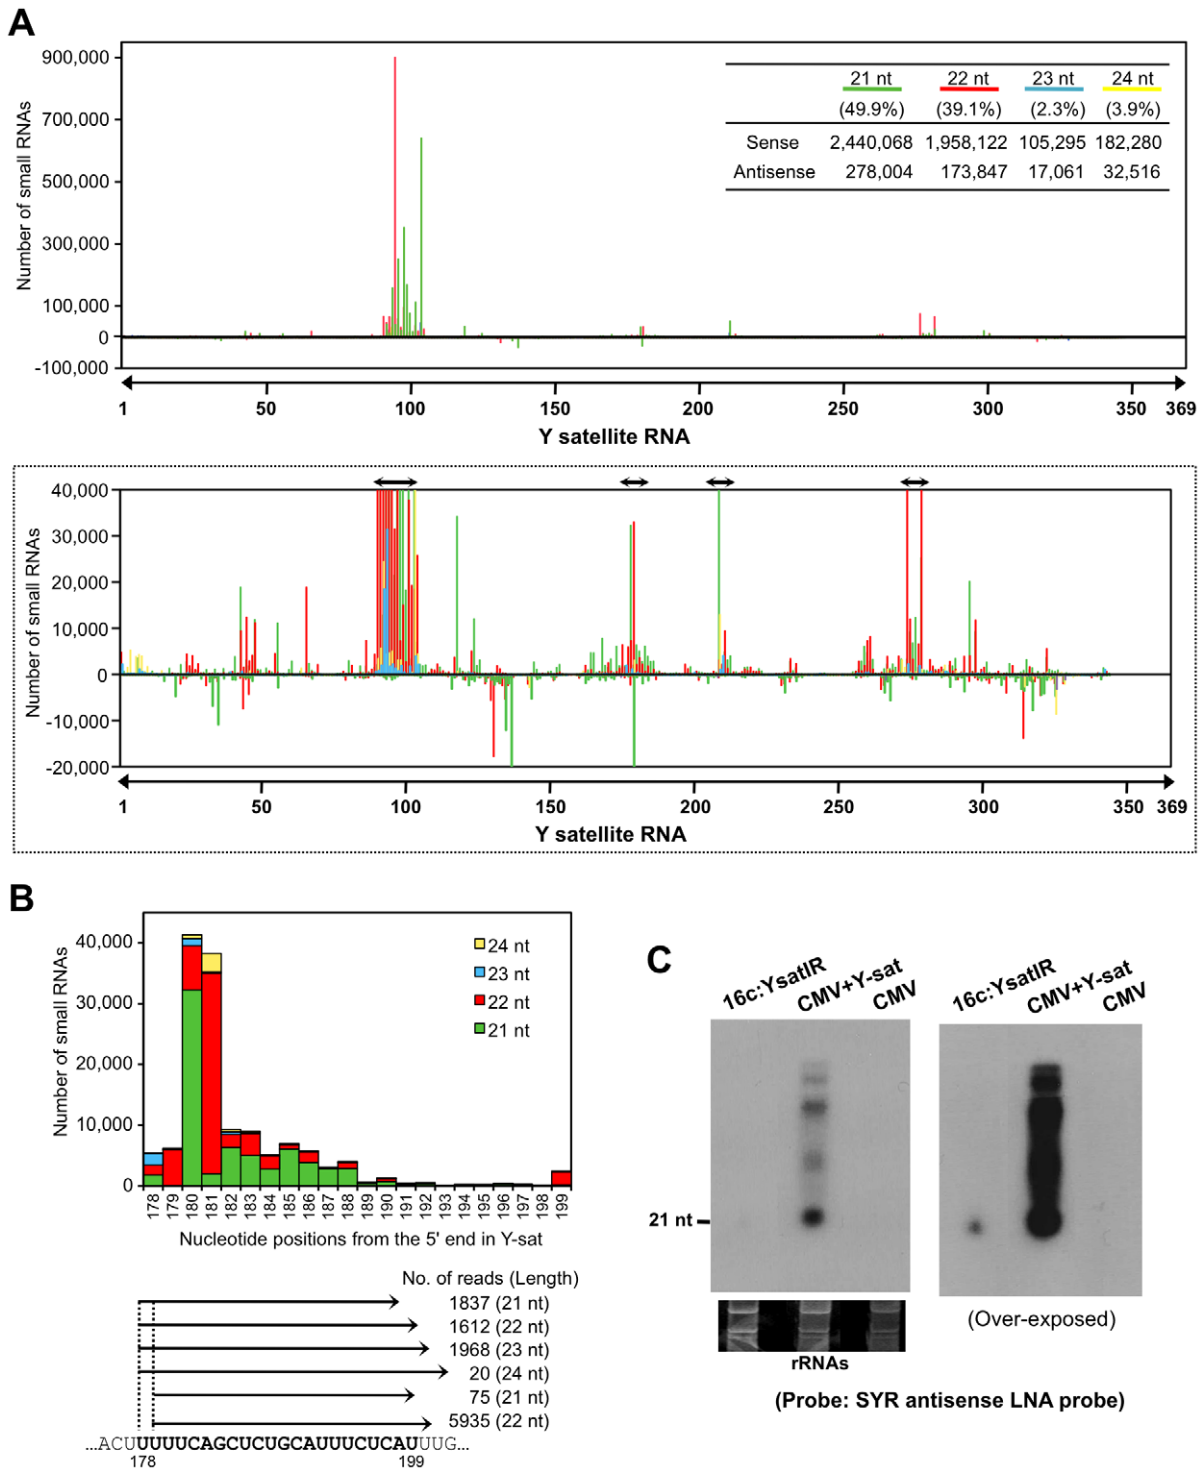 A
Number of small RNAs
900,000
700,000
500,000
300,000
100,000
0
-100,000
21 nt 22 nt 23 nt 24 nt
(49.9%) (39.1%) (2.3%) (3.9%)
Sense 2,440,068 1,958,122 105,295 182,280
Antisense 278,004 173,847 17,061 32,516
1 50 100 150 200 250 300 350 369
Y satellite RNA
Number of small RNAs
40,000
30,000
20,000
10,000
0
-10,000
-20,000
1 50 100 150 200 250 300 350 369
Y satellite RNA
B
Number of small RNAs
40,000
30,000
20,000
10,000
0
24 nt
23 nt
22 nt
21 nt
178 179 180 181 182 183 184 185 186 187 188 189 190 191 192 193 194 195 196 197 198 199
Nucleotide positions from the 5' end in Y-sat
No. of reads (Length)
1837 (21 nt)
1612 (22 nt)
1968 (23 nt)
20 (24 nt)
75 (21 nt)
5935 (22 nt)
...ACUUUUUCAGCUCUGCAUUUCUCAUUUG...
178 199
C
16c:YsatIR CMV+Y-sat CMV
16c:YsatIR CMV+Y-sat CMV
21 nt
rRNAs
(Over-exposed)
(Probe: SYR antisense LNA probe)